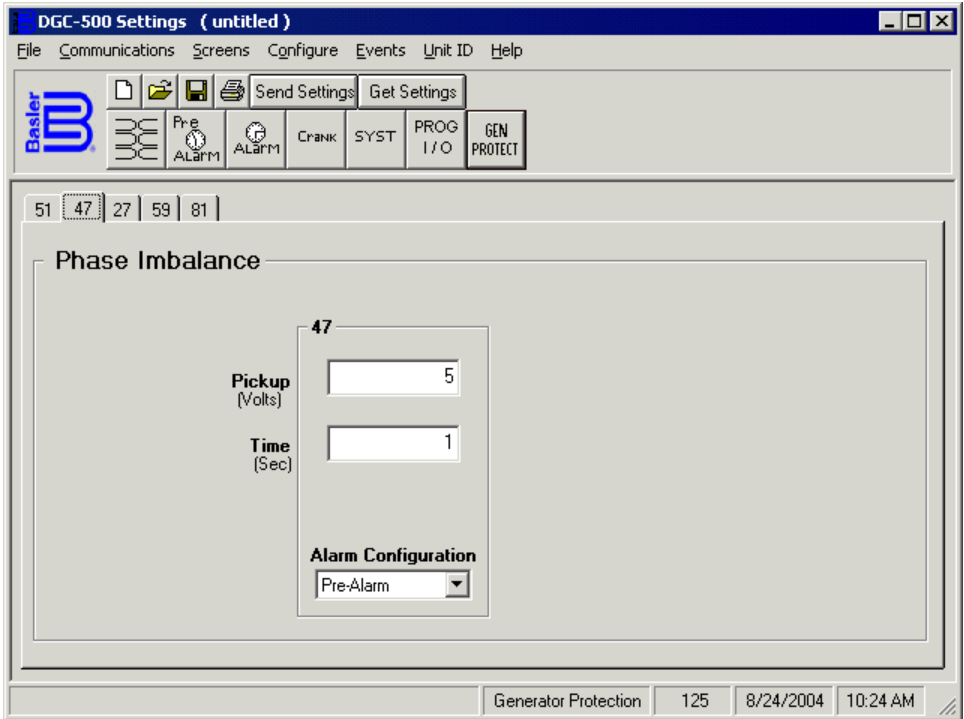 DGC-500 Settings ( untitled )
File Communications Screens Configure Events Unit ID Help
Basler
Send Settings Get Settings
Pre ALarm
ALarm
CranK
SYST
PROG I/O
GEN PROTECT
51 47 27 59 81
Phase Imbalance
47
Pickup 5
(Volts)
Time 1
(Sec)
Alarm Configuration
Pre-Alarm
Generator Protection 125 8/24/2004 10:24 AM